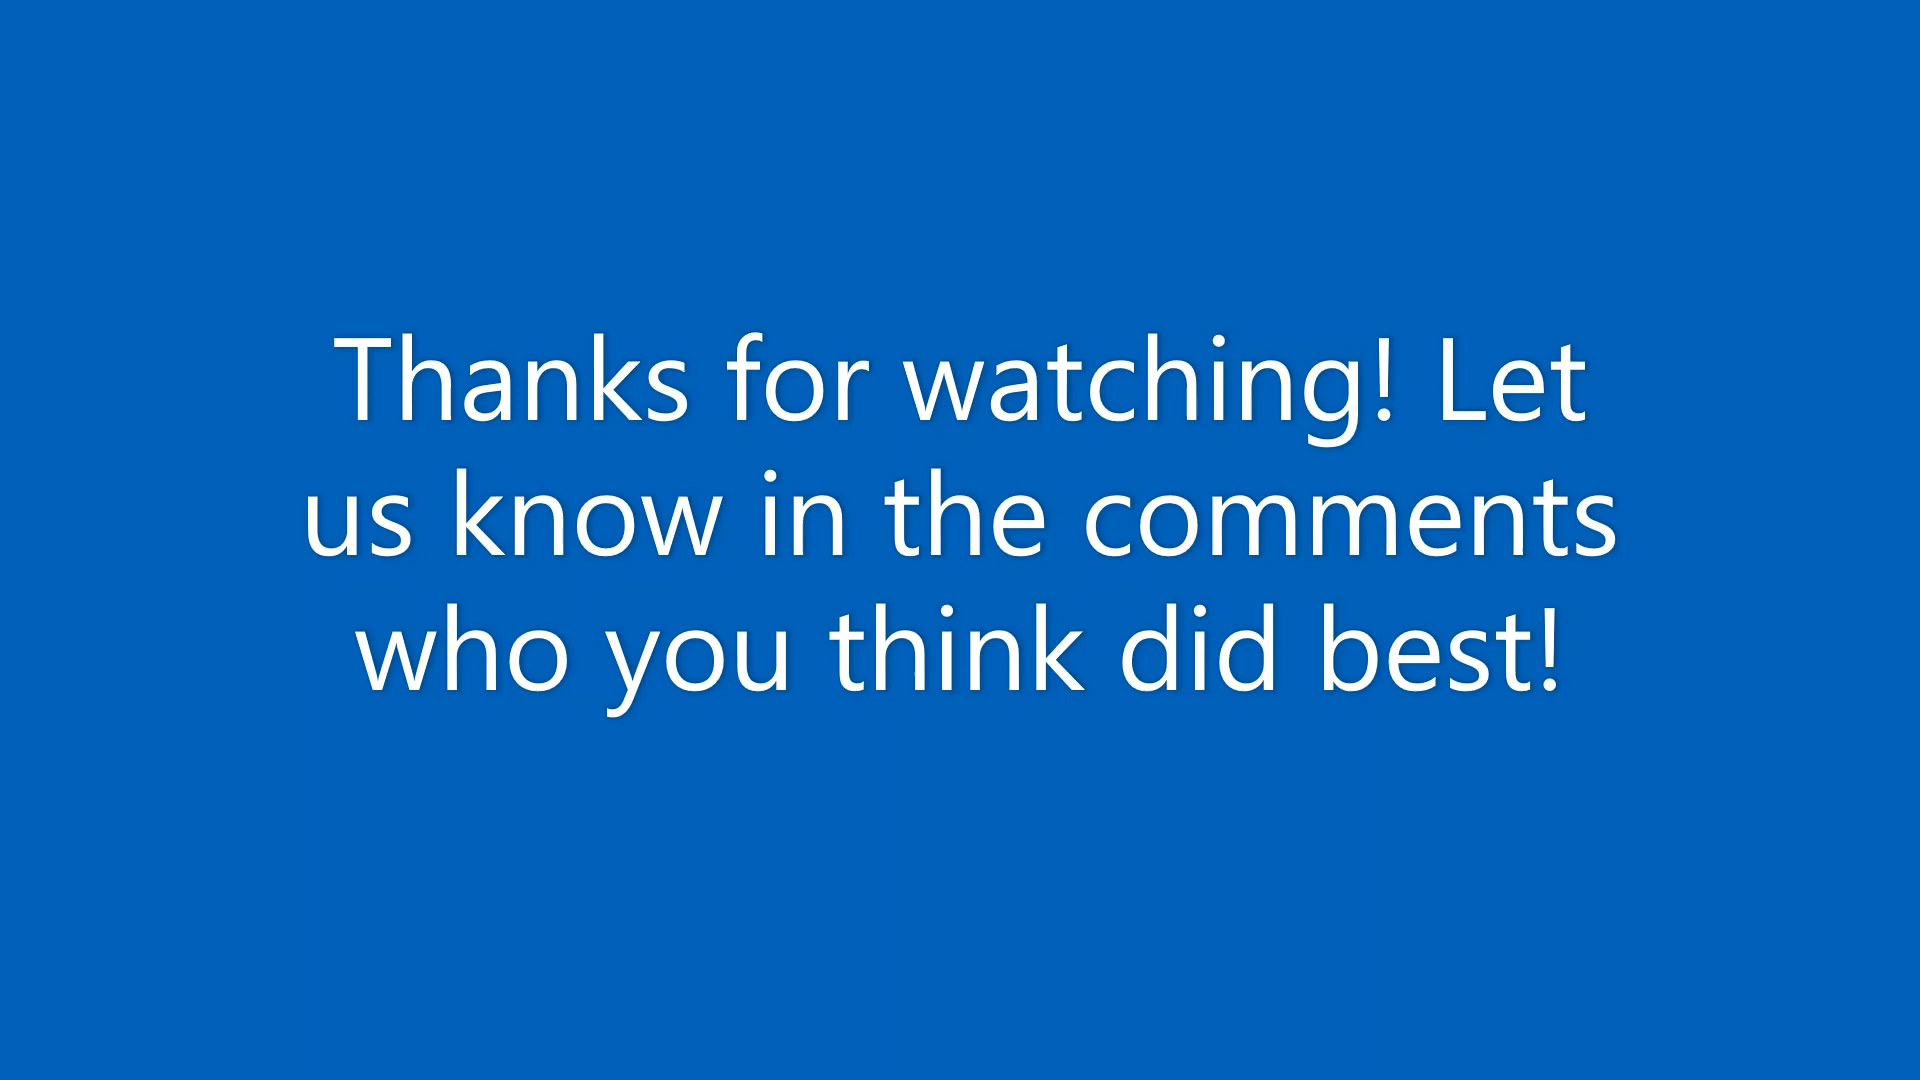 Thanks for watching! Let
us know in the comments
who you think did best!